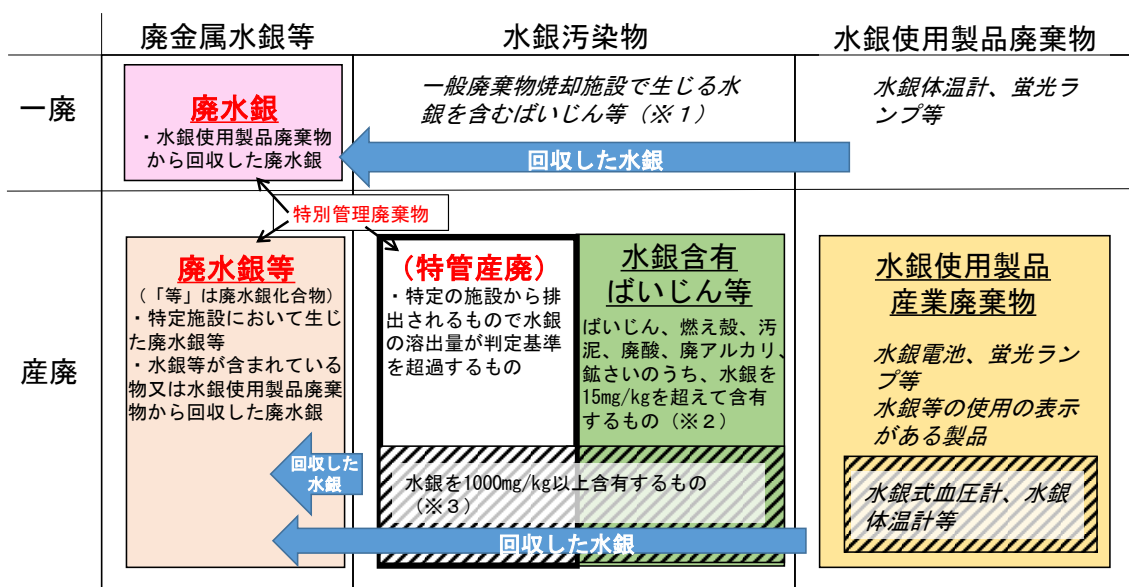 廃金属水銀等
水銀汚染物
水銀使用製品廃棄物
一廃
廃水銀
・水銀使用製品廃棄物
から回収した廃水銀
一般廃棄物焼却施設で生じる水
銀を含むばいじん等（※１）
水銀体温計、蛍光ラ
ンプ等
回収した水銀
特別管理廃棄物
産廃
廃水銀等
（「等」は廃水銀化合物）
・特定施設において生じ
た廃水銀等
・水銀等が含まれている
物又は水銀使用製品廃棄
物から回収した廃水銀
（特管産廃）
・特定の施設から排
出されるもので水銀
の溶出量が判定基準
を超過するもの
水銀含有
ばいじん等
ばいじん、燃え殻、汚
泥、廃酸、廃アルカリ、
鉱さいのうち、水銀を
15mg/kgを超えて含有
するもの（※２）
水銀使用製品
産業廃棄物
水銀電池、蛍光ラン
プ等
水銀等の使用の表示
がある製品
回収した
水銀
水銀を1000mg/kg以上含有するもの
（※３）
水銀式血圧計、水銀
体温計等
回収した水銀